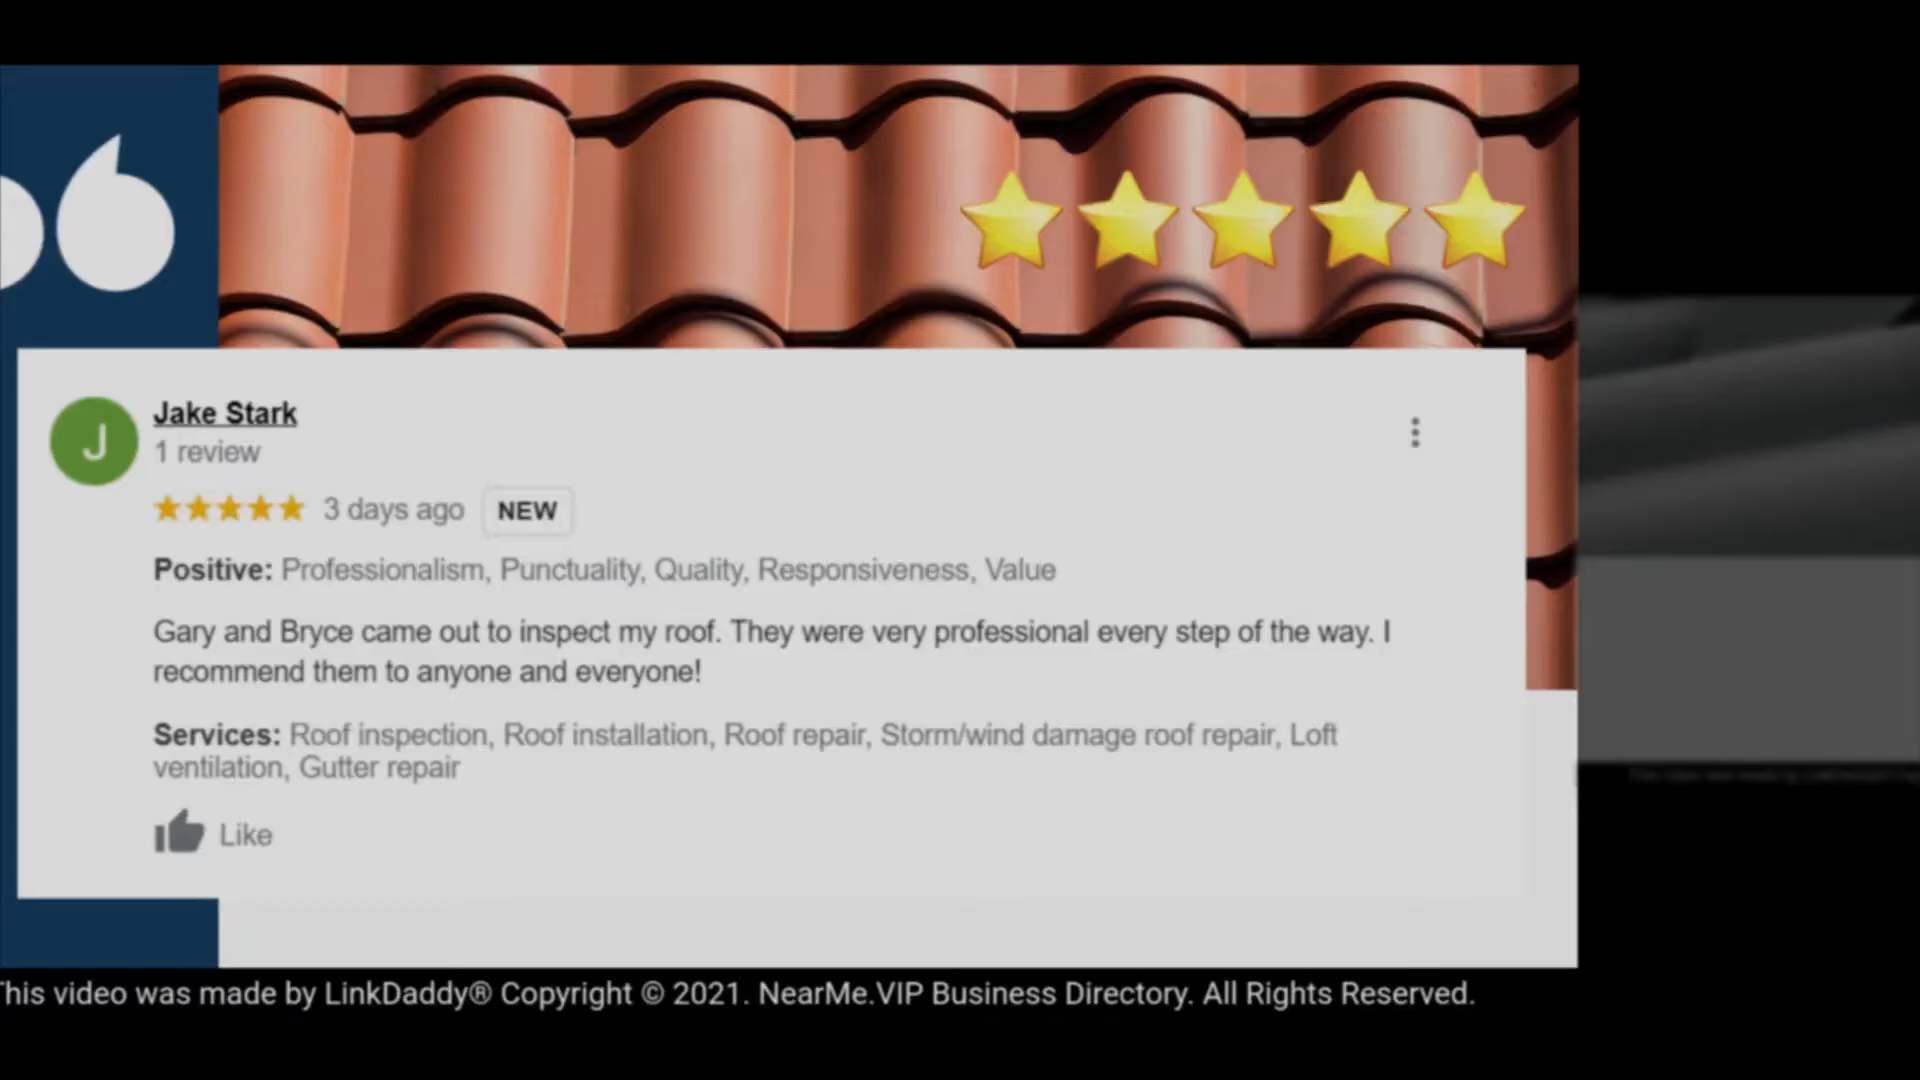 Jake Stark
1 review
3 days ago NEW
Positive: Professionalism, Punctuality, Quality, Responsiveness, Value
Gary and Bryce came out to inspect my roof. They were very professional every step of the way. I
recommend them to anyone and everyone!
Services: Roof inspection, Roof installation, Roof repair, Storm/wind damage roof repair, Loft
ventilation, Gutter repair
Like
This video was made by LinkDaddy® Copyright © 2021. NearMe.VIP Business Directory. All Rights Reserved.
J